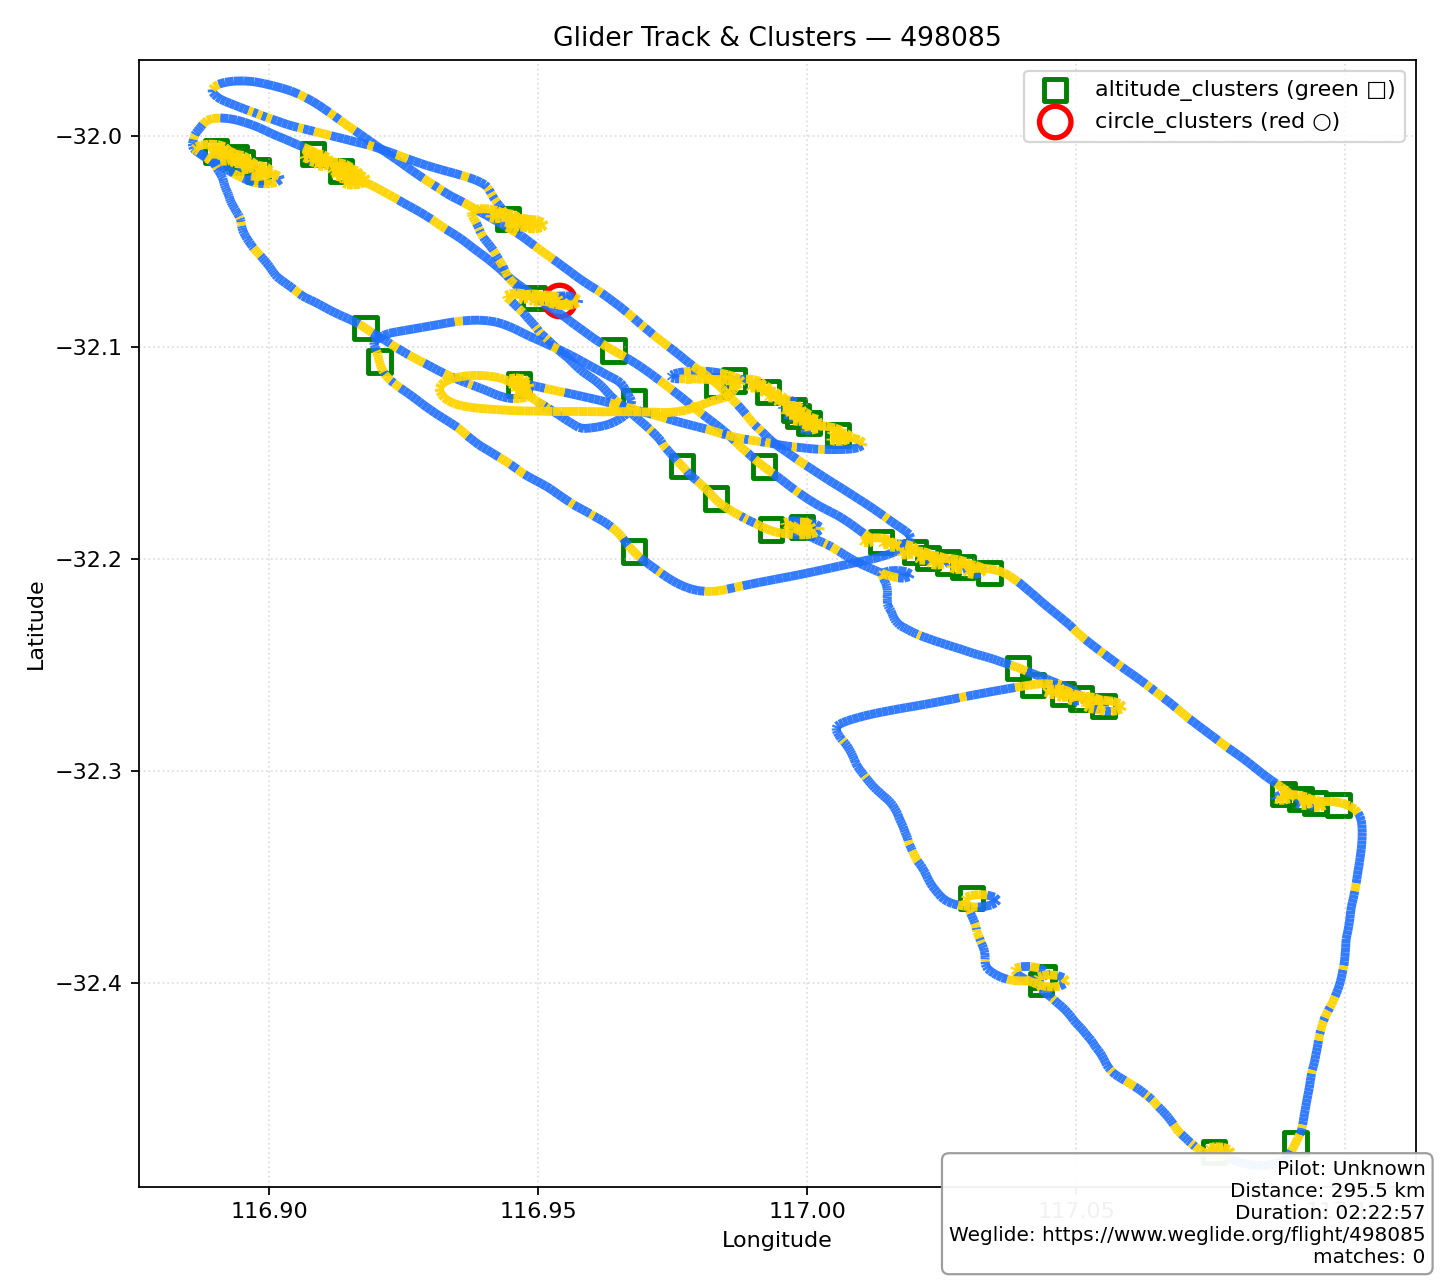 Glider Track & Clusters — 498085
altitude_clusters (green □)
circle_clusters (red ○)
−32.0
−32.1
−32.2
−32.3
−32.4
Latitude
116.90
116.95
117.00
117.05
Longitude
Pilot: Unknown
Distance: 295.5 km
Duration: 02:22:57
Weglide: https://www.weglide.org/flight/498085
matches: 0